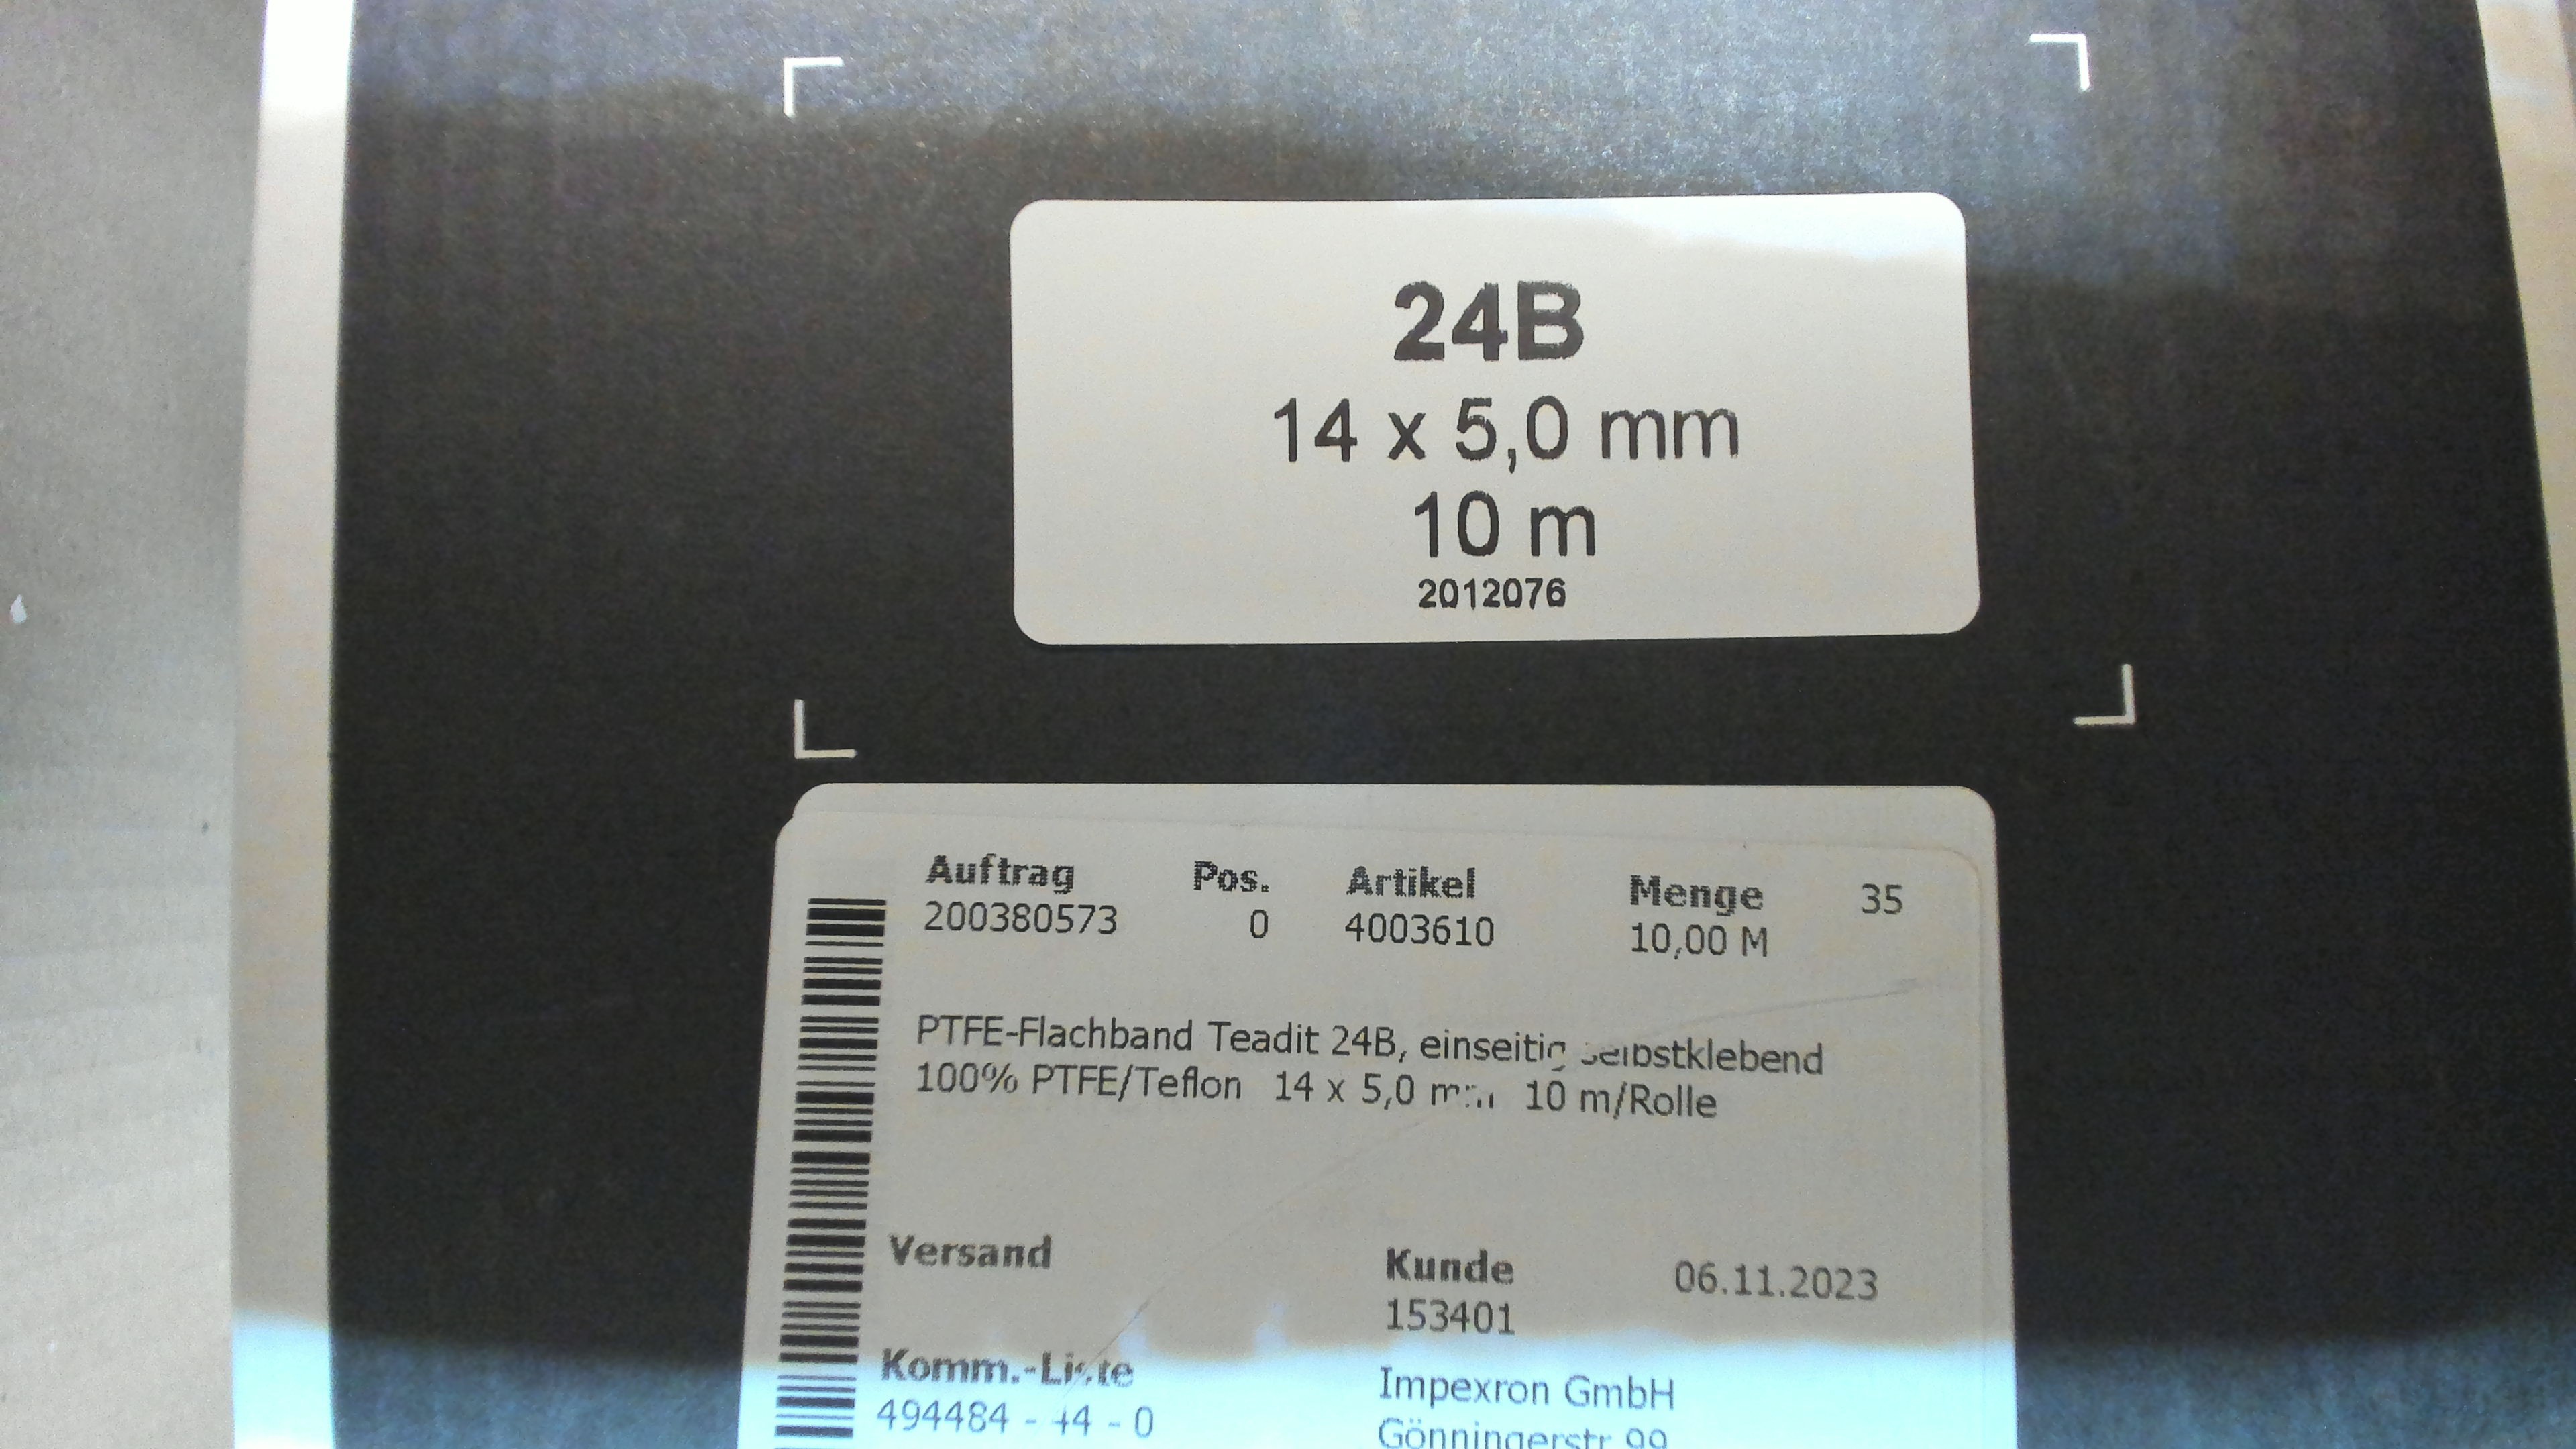 24B
14 x 5,0 mm
10 m
2012076
Auftrag Pos. Artikel Menge 35
200380573 0 4003610 10,00 M
PTFE-Flachband Teadit 24B, einseitig selbstklebend
100% PTFE/Teflon 14 x 5,0 mm 10 m/Rolle
Versand Kunde 06.11.2023
153401
Komm.-Liste
494484 - 44 - 0
Impexron GmbH
Gönningerstr 99